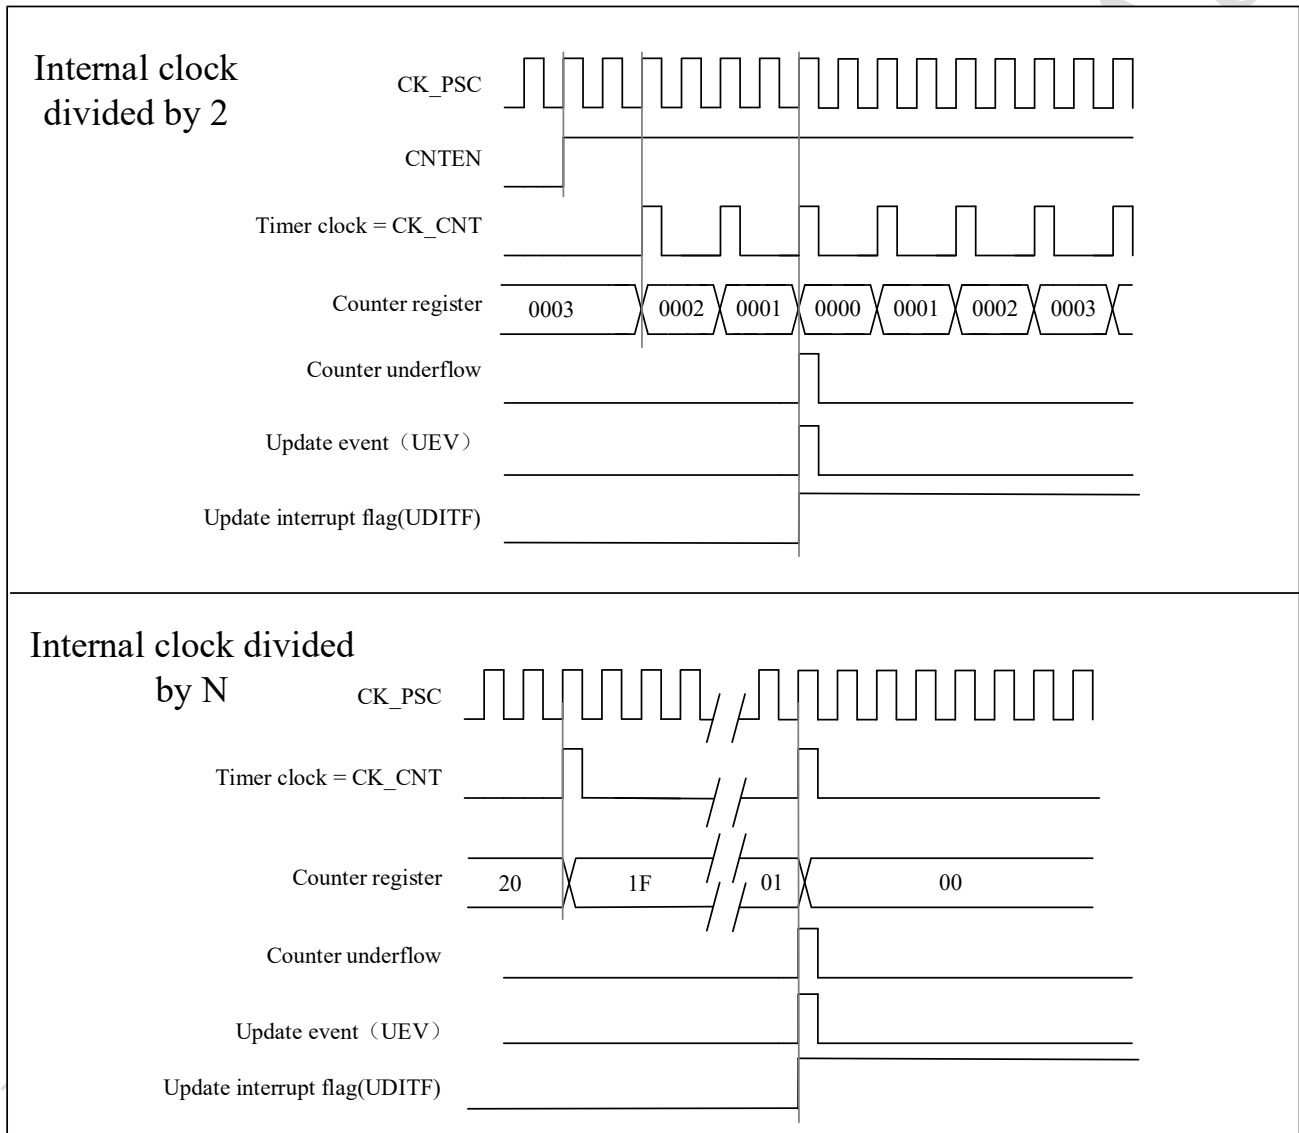 Internal clock
divided by 2
CK_PSC
CNTEN
Timer clock = CK_CNT
Counter register
0003 0002 0001 0000 0001 0002 0003
Counter underflow
Update event（UEV）
Update interrupt flag(UDITF)
Internal clock divided
by N
CK_PSC
Timer clock = CK_CNT
Counter register
20 1F 01 00
Counter underflow
Update event（UEV）
Update interrupt flag(UDITF)